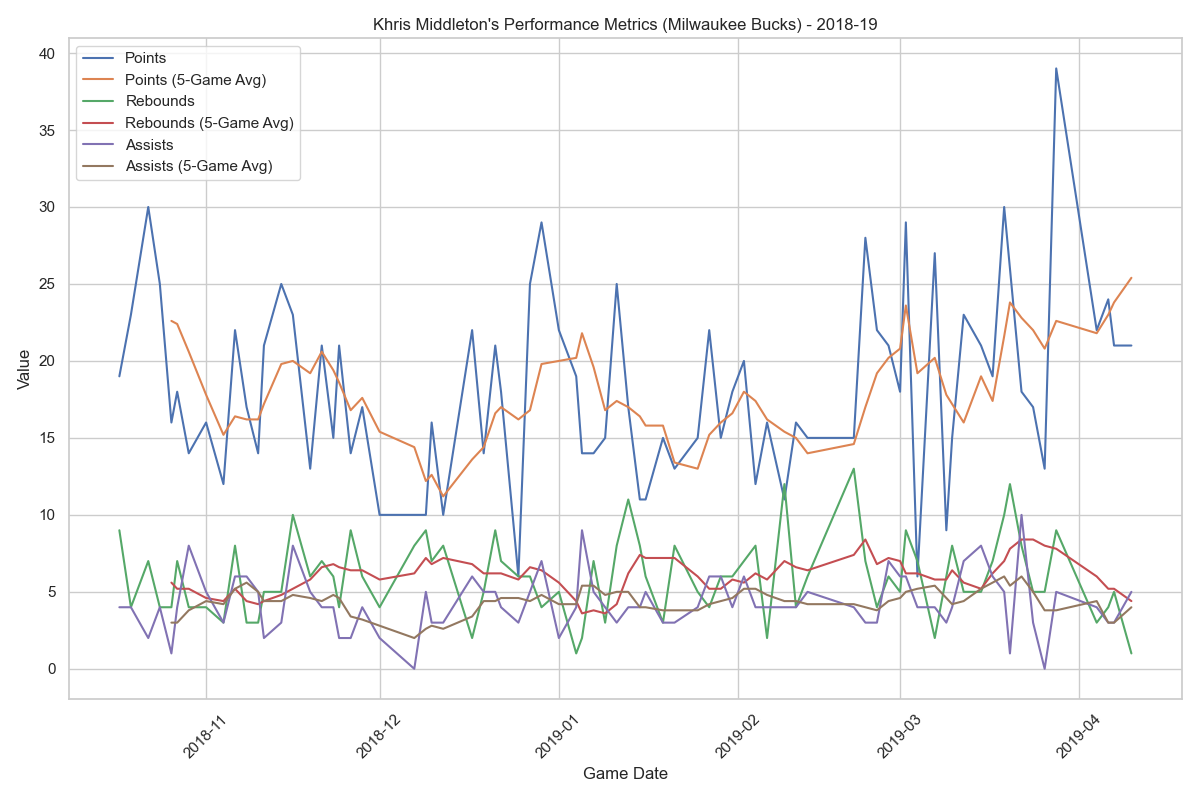 Khris Middleton's Performance Metrics (Milwaukee Bucks) - 2018-19
Points
Points (5-Game Avg)
Rebounds
Rebounds (5-Game Avg)
Assists
Assists (5-Game Avg)
Value
40
35
30
25
20
15
10
5
0
2018-11
2018-12
2019-01
2019-02
2019-03
2019-04
Game Date